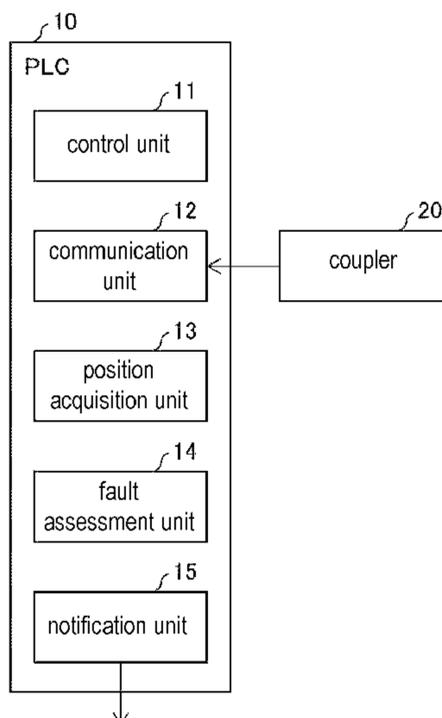 10
PLC
11
control unit
12
communication
unit
20
coupler
13
position
acquisition unit
14
fault
assessment unit
15
notification unit